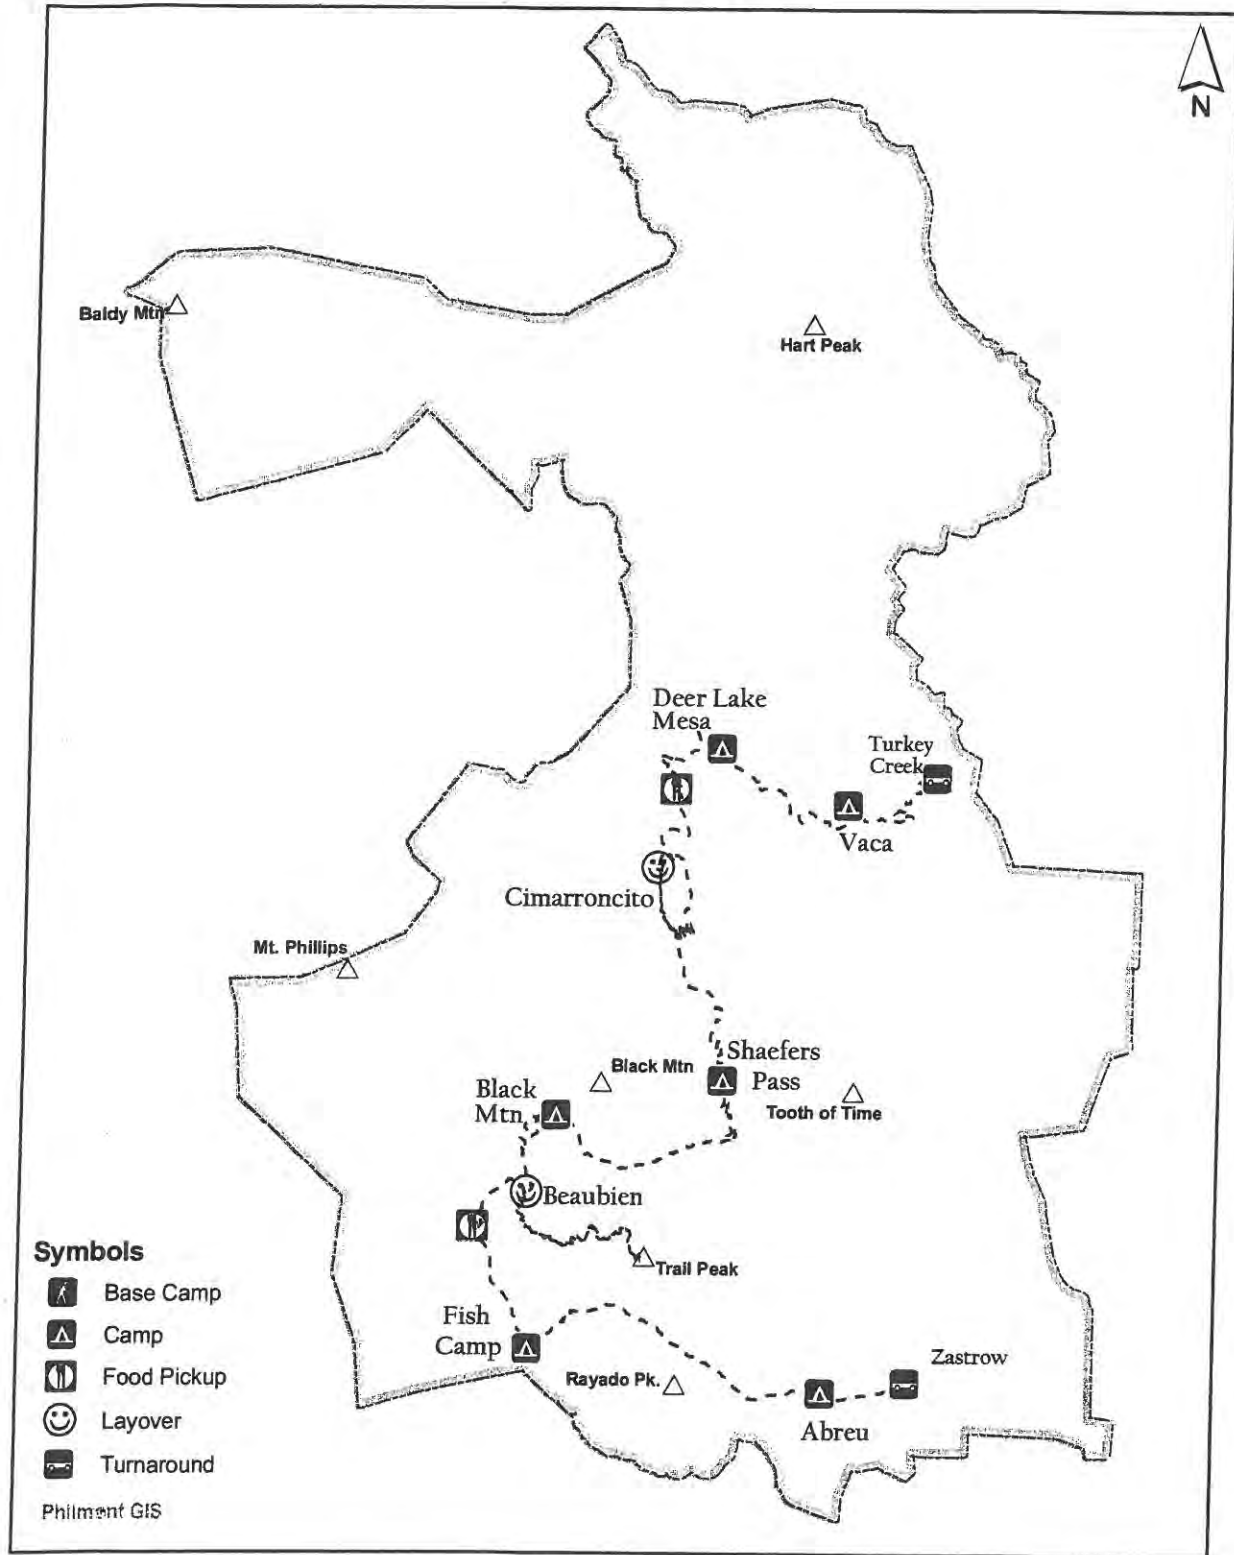 N
Baldy Mtn
Hart Peak
Deer Lake
Mesa
Turkey
Creek
Vaca
Cimarroncito
Mt. Phillips
Shaefers
Pass
Black Mtn
Black
Mtn
Tooth of Time
Beaubien
Trail Peak
Symbols
Base Camp
Camp
Food Pickup
Layover
Turnaround
Fish
Camp
Rayado Pk.
Zastrow
Abreu
Philmont GIS